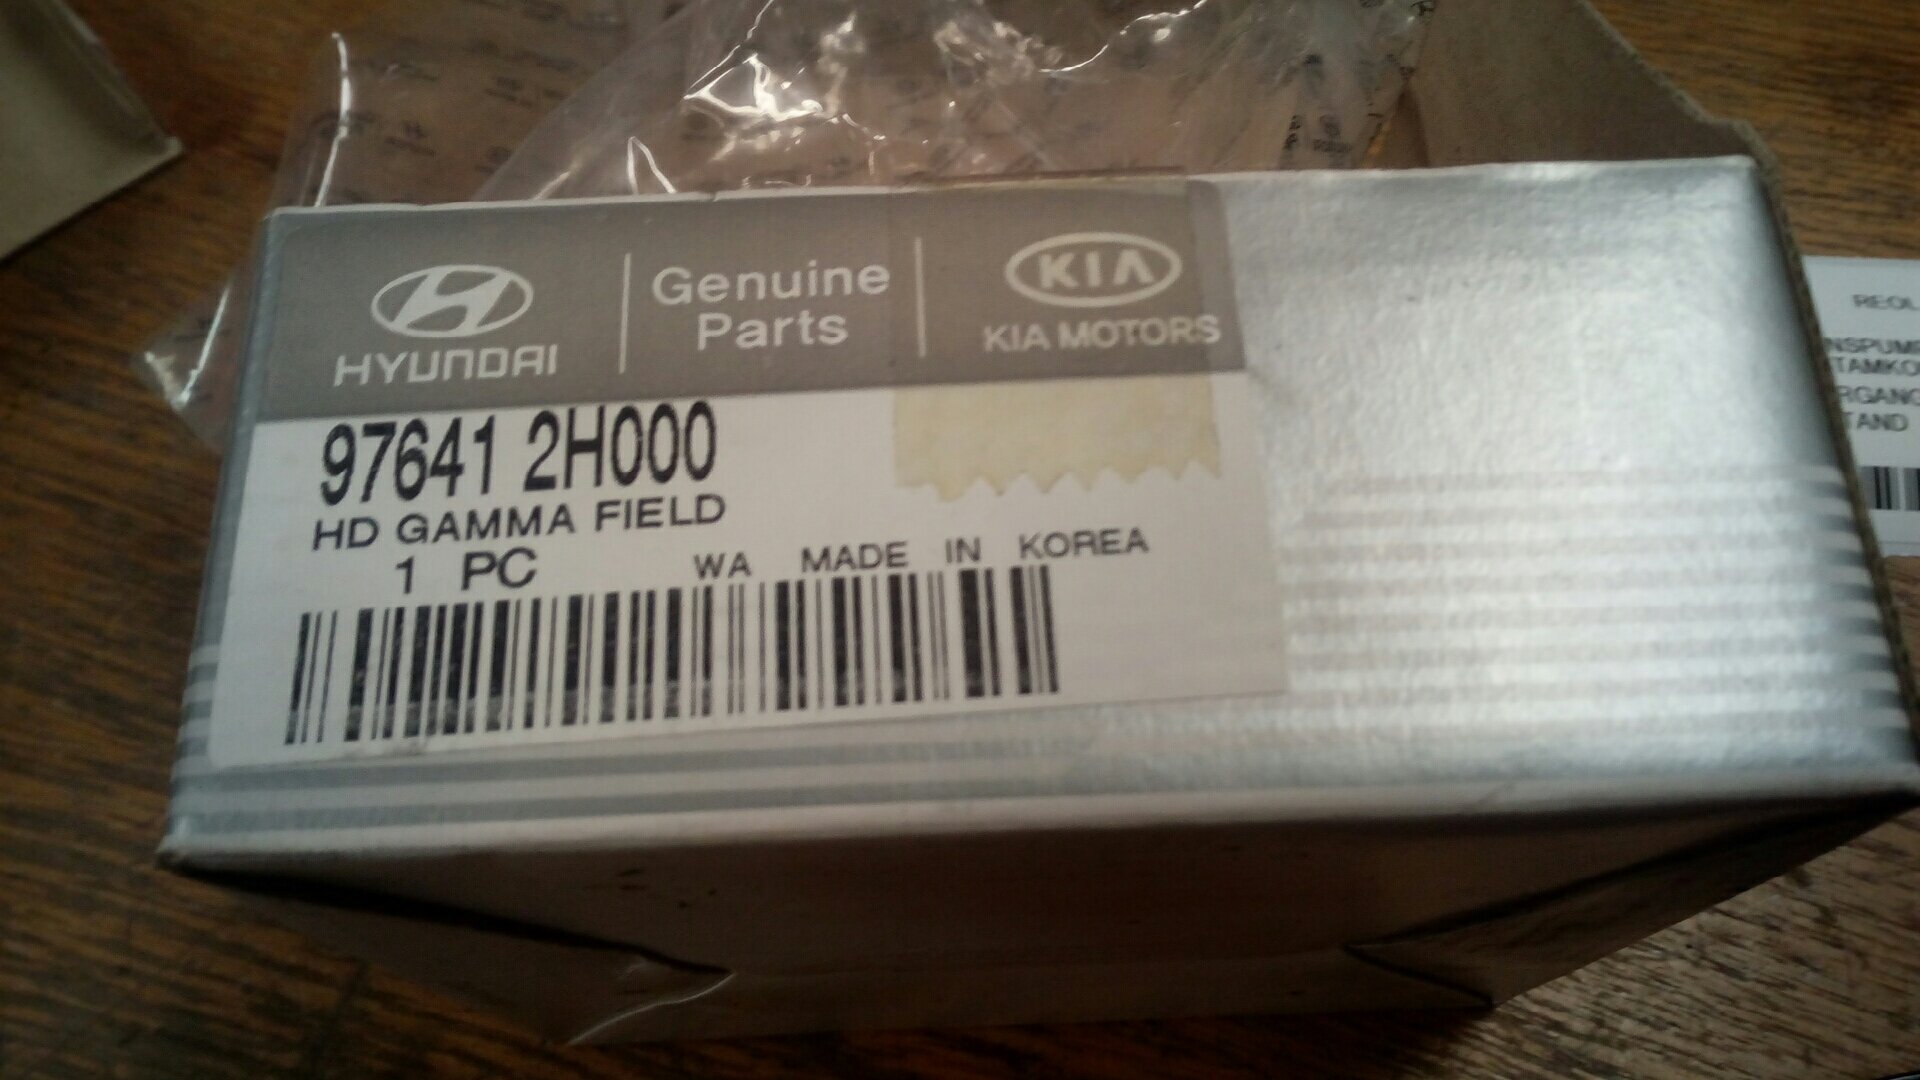 HYUNDAI
Genuine
Parts
KIA
KIA MOTORS
97641 2H000
HD GAMMA FIELD
1 PC WA MADE IN KOREA